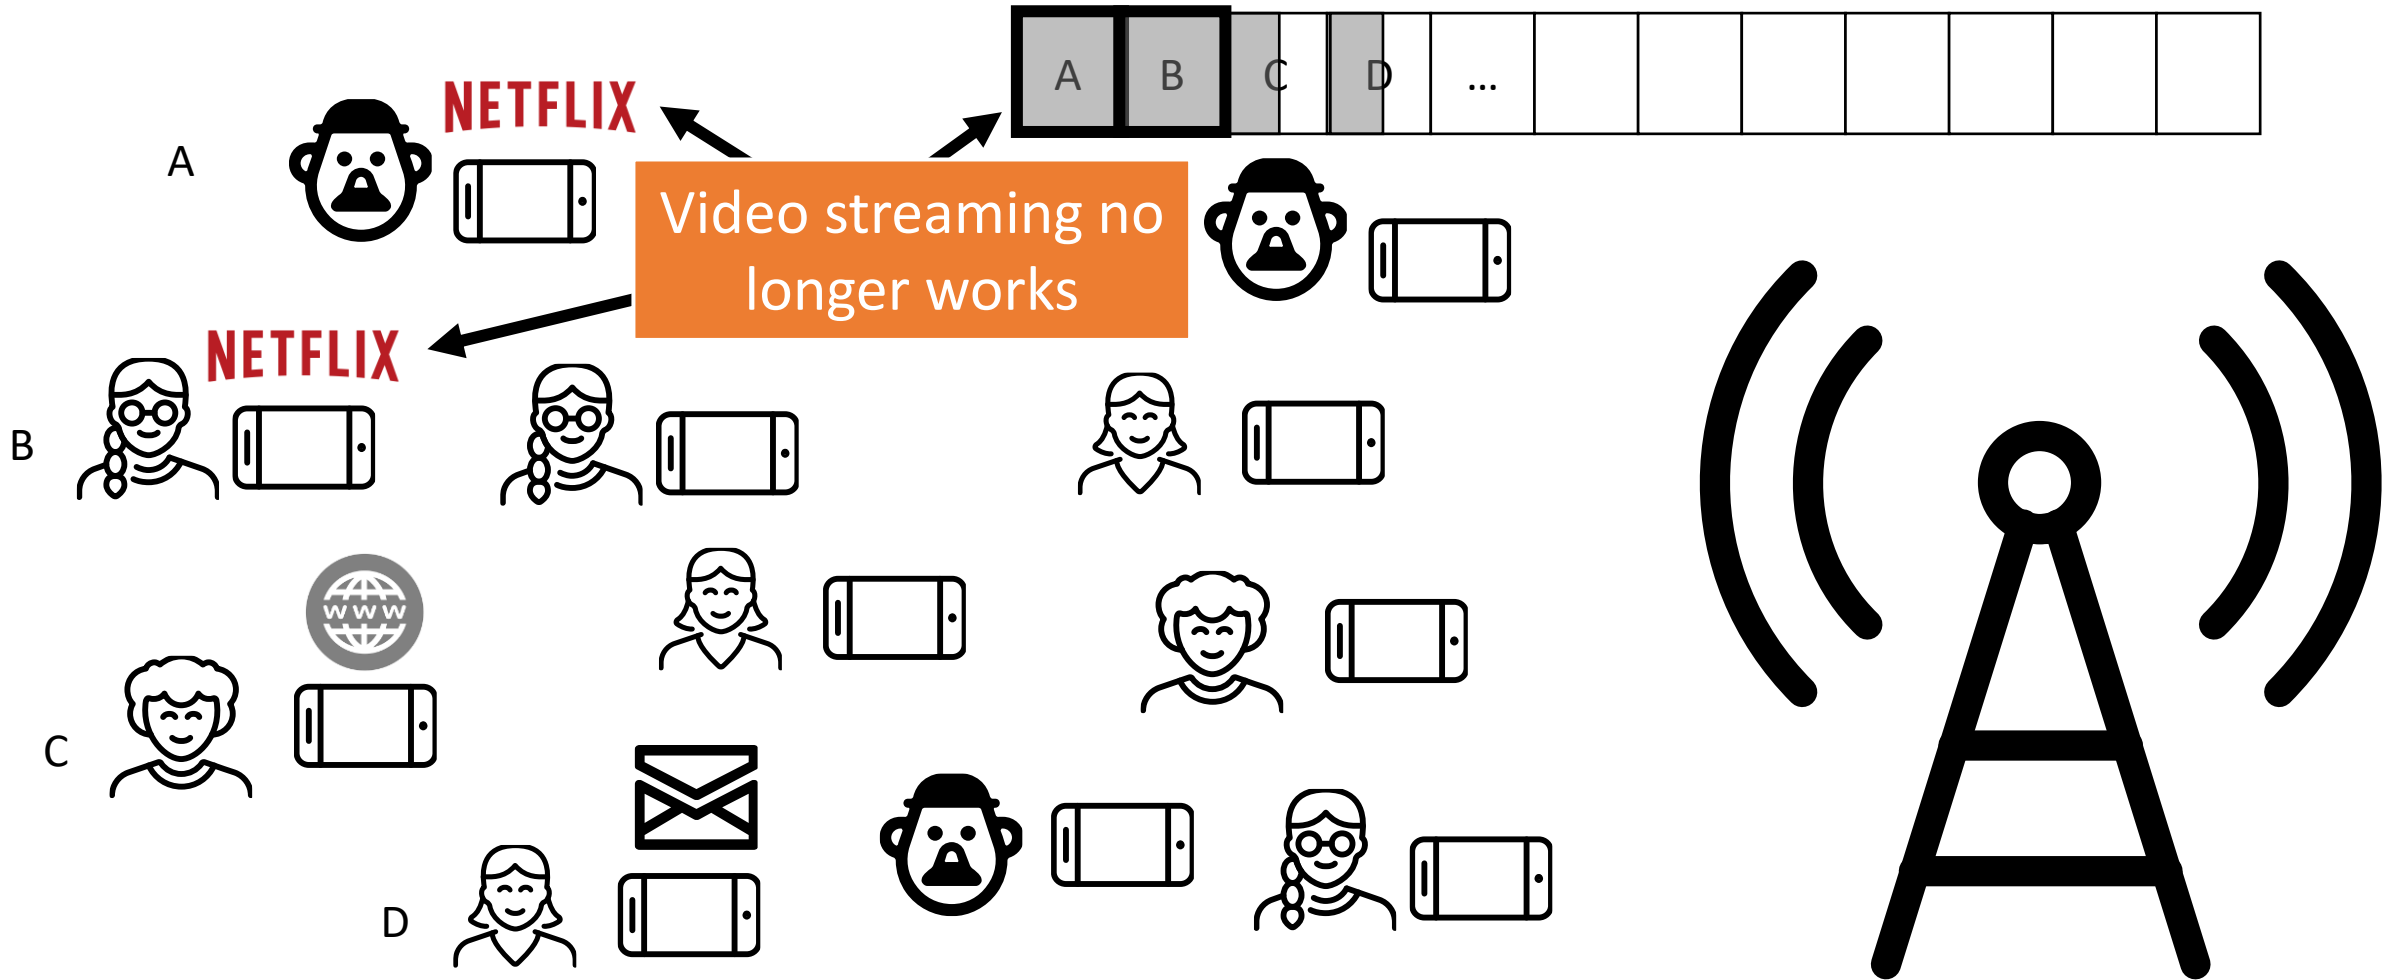 A B C D ...
NETFLIX
A
Video streaming no
longer works
NETFLIX
B
WWW
C
D